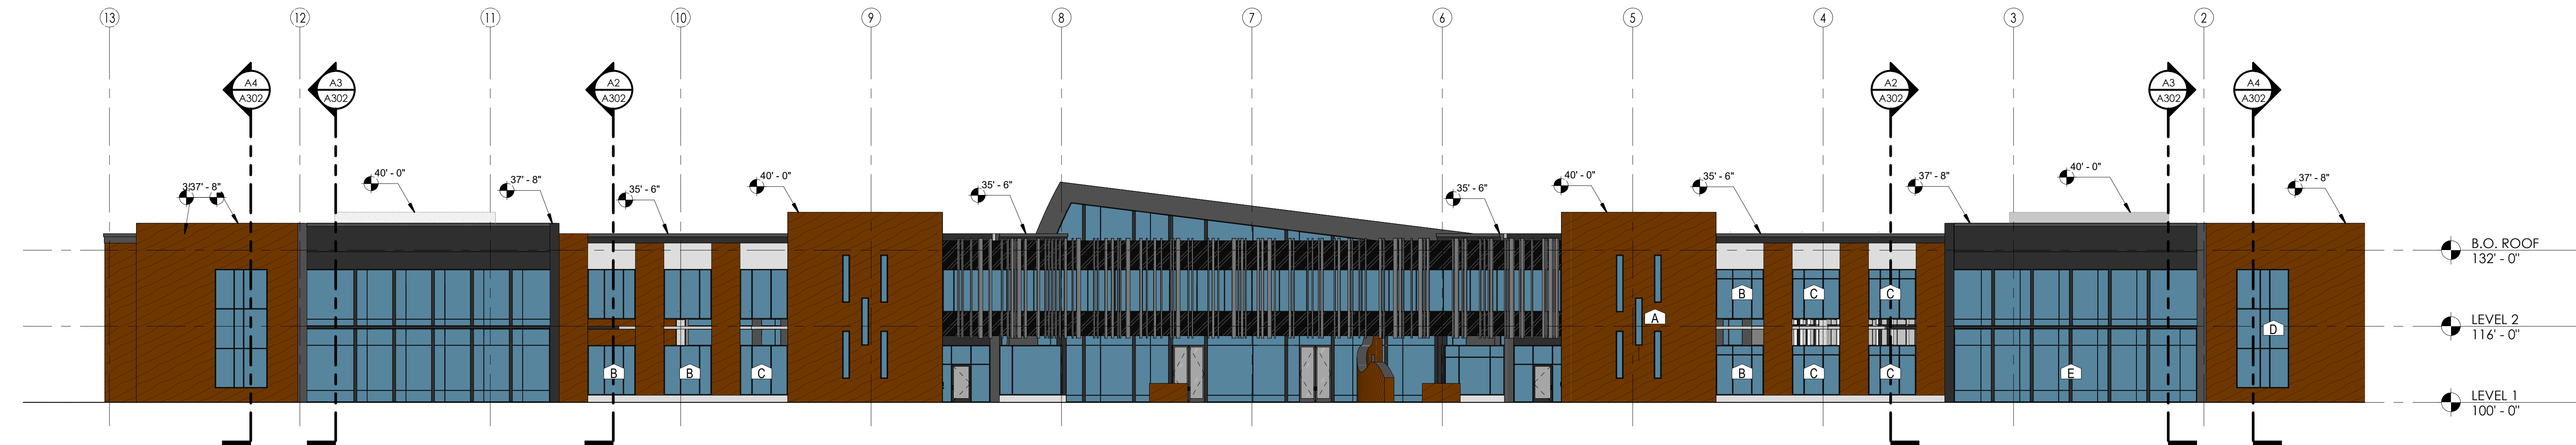 13 12 11 10 9 8 7 6 5 4 3 2
A4
A302
A3
A302
A2
A302
A2
A302
A3
A302
A4
A302
37' - 8"
40' - 0"
37' - 8"
35' - 6"
40' - 0"
35' - 6"
35' - 6"
40' - 0"
35' - 6"
37' - 8"
40' - 0"
37' - 8"
B.O. ROOF
132' - 0"
B C C
A
LEVEL 2
116' - 0"
D
B B C
B C C E
LEVEL 1
100' - 0"